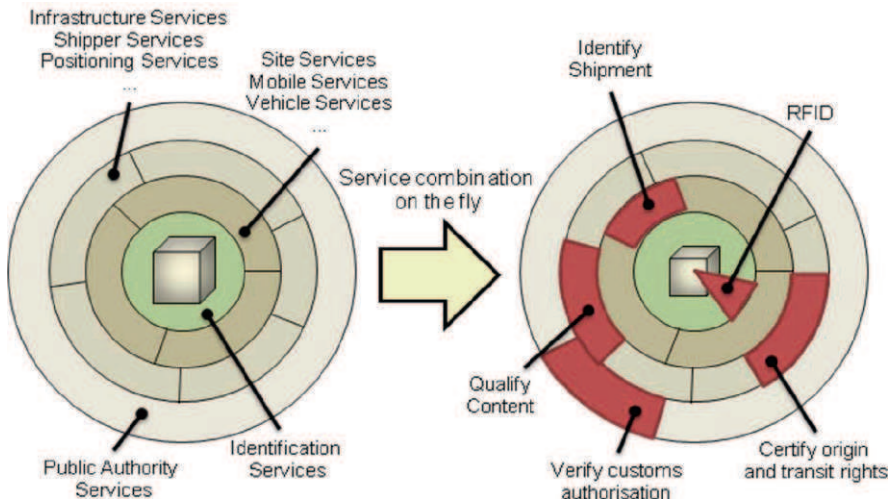 Infrastructure Services
Shipper Services
Positioning Services
...
Site Services
Mobile Services
Vehicle Services
...
Public Authority
Services
Identification
Services
Service combination
on the fly
Identify
Shipment
RFID
Qualify
Content
Verify customs
authorisation
Certify origin
and transit rights